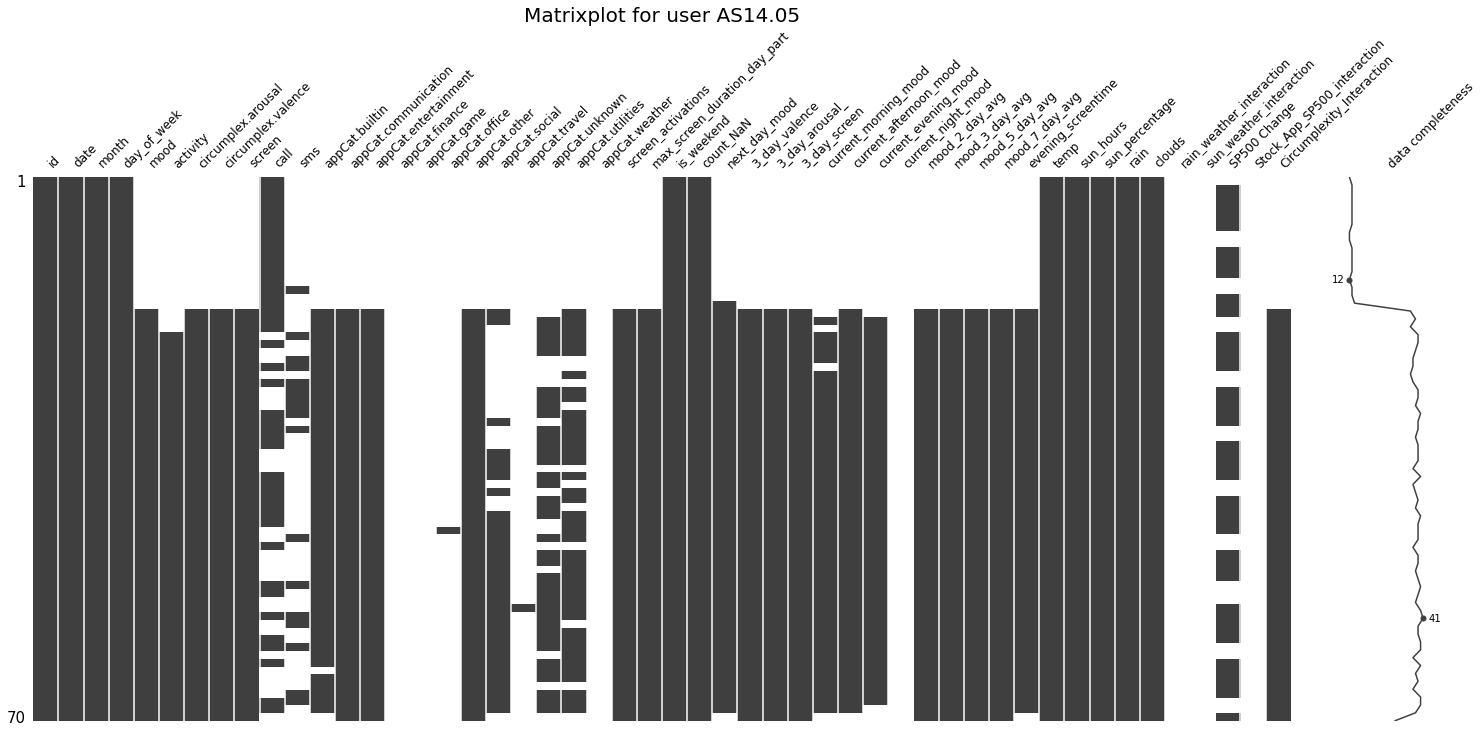 Matrixplot for user AS14.05
id
date
month
day_of_week
mood
activity
circumplex.arousal
circumplex.valence
screen
call
sms
appCat.builtin
appCat.communication
appCat.entertainment
appCat.finance
appCat.game
appCat.office
appCat.other
appCat.social
appCat.travel
appCat.unknown
appCat.utilities
appCat.weather
screen_activations
max_screen_duration_day_part
is_weekend
count_NaN
next_day_mood
3_day_valence
3_day_arousal_
3_day_screen
current_morning_mood
current_afternoon_mood
current_evening_mood
current_night_mood
mood_2_day_avg
mood_3_day_avg
mood_5_day_avg
mood_7_day_avg
evening_screentime
temp
sun_hours
sun_percentage
rain
clouds
rain_weather_interaction
sun_weather_interaction
SP500 Change
Stock_App_SP500_interaction
Circumplexity_Interaction
data completeness
1
12
41
70